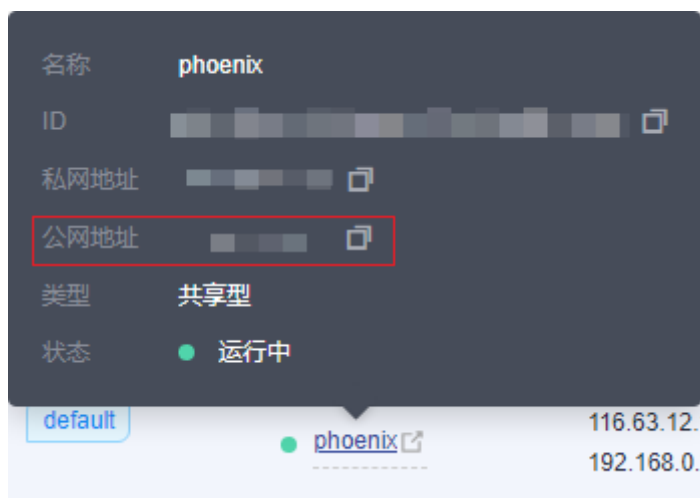 名称 phoenix
ID
私网地址
公网地址
类型 共享型
状态 运行中
default
phoenix
116.63.12.
192.168.0.